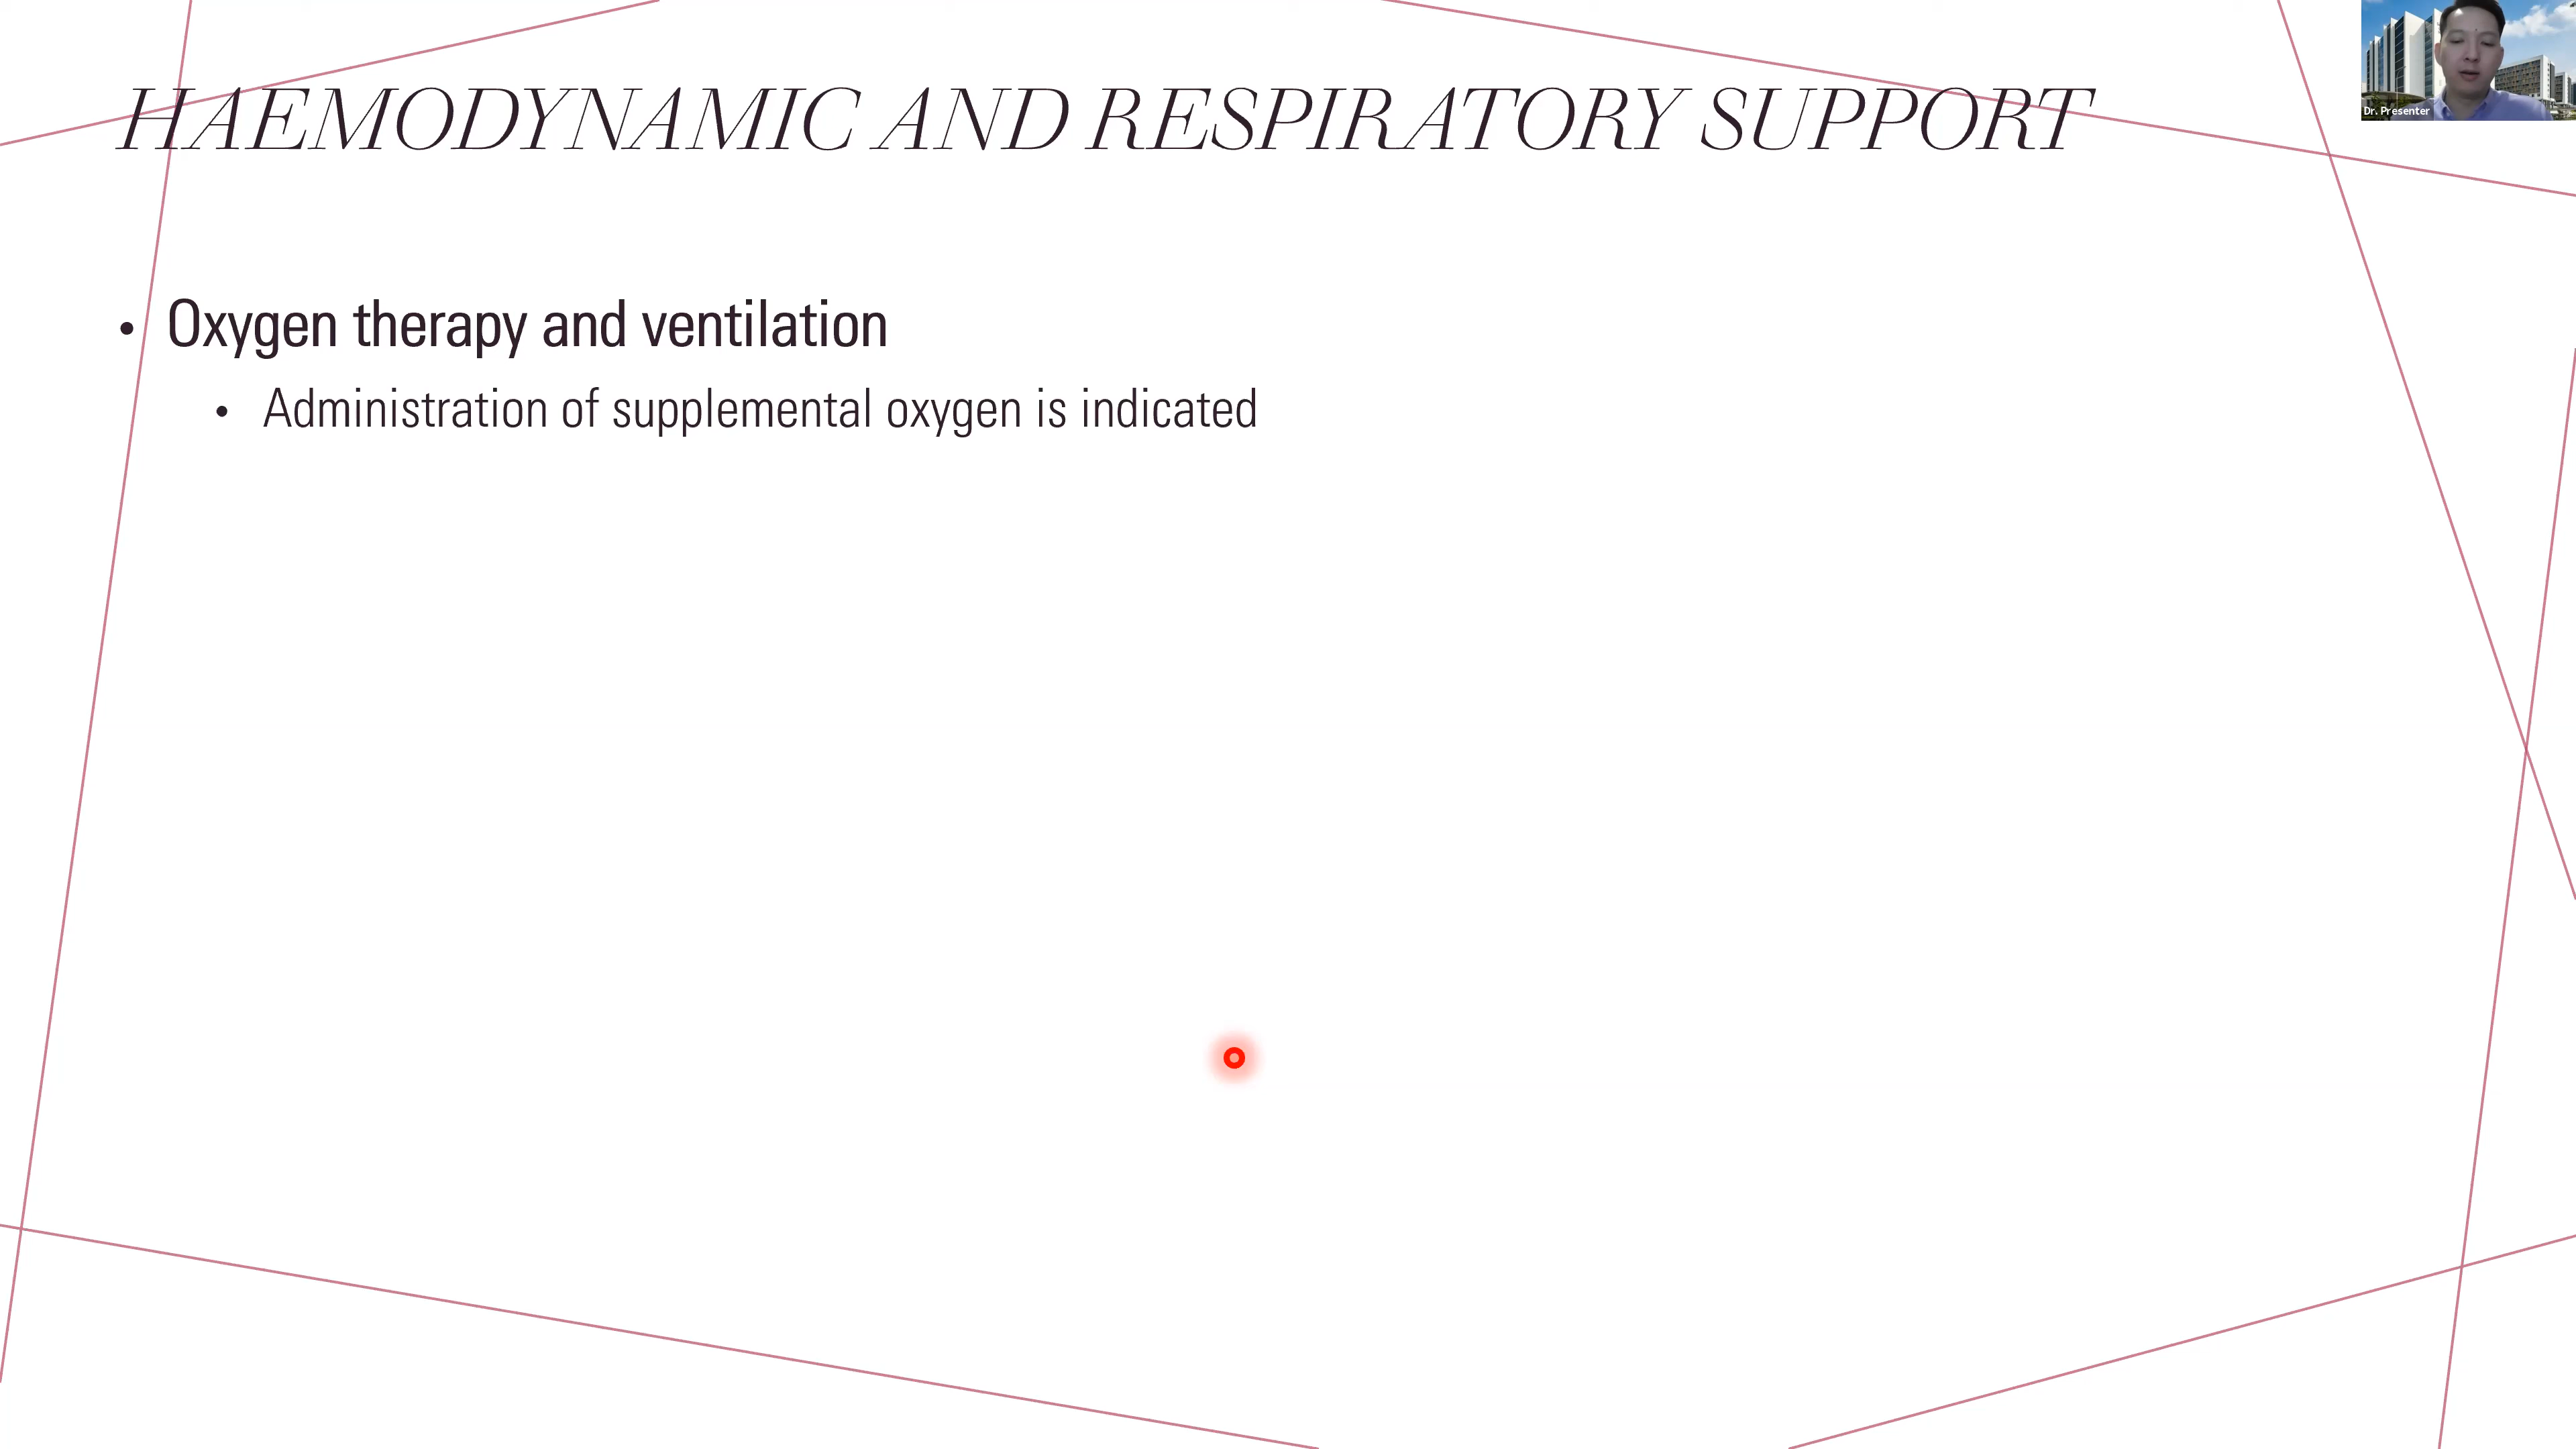 HAEMODYNAMIC AND RESPIRATORY SUPPORT
Dr. Presenter
• Oxygen therapy and ventilation
• Administration of supplemental oxygen is indicated